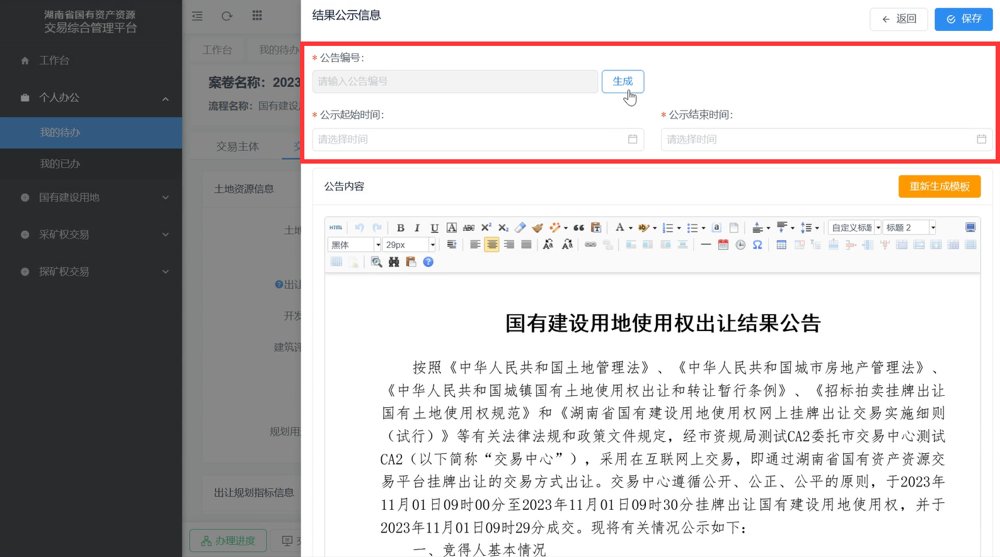 湖南省国有资产资源
交易综合管理平台
工作台
个人办公
我的待办
我的已办
国有建设用地
采矿权交易
探矿权交易
工作台
我的待办
案卷名称：2023
流程名称：国有建设
交易主体
土地资源信息
土地
出让
开发
建筑
规划用
出让规划指标信息
办理进度
结果公示信息
返回
保存
* 公告编号:
请输入公告编号
生成
* 公示起始时间:
* 公示结束时间:
请选择时间
请选择时间
公告内容
重新生成模板
HTML
自定义标题
标题 2
黑体
29px
国有建设用地使用权出让结果公告
按照《中华人民共和国土地管理法》、《中华人民共和国城市房地产管理法》、
《中华人民共和国城镇国有土地使用权出让和转让暂行条例》、《招标拍卖挂牌出让
国有土地使用权规范》和《湖南省国有建设用地使用权网上挂牌出让交易实施细则
（试行）》等有关法律法规和政策文件规定，经市资规局测试CA2委托市交易中心测试
CA2（以下简称“交易中心”），采用在互联网上交易，即通过湖南省国有资产资源交
易平台挂牌出让的交易方式出让。交易中心遵循公开、公正、公平的原则，于2023年
11月01日09时00分至2023年11月01日09时30分挂牌出让国有建设用地使用权，并于
2023年11月01日09时29分成交。现将有关情况公示如下：
一、竞得人基本情况